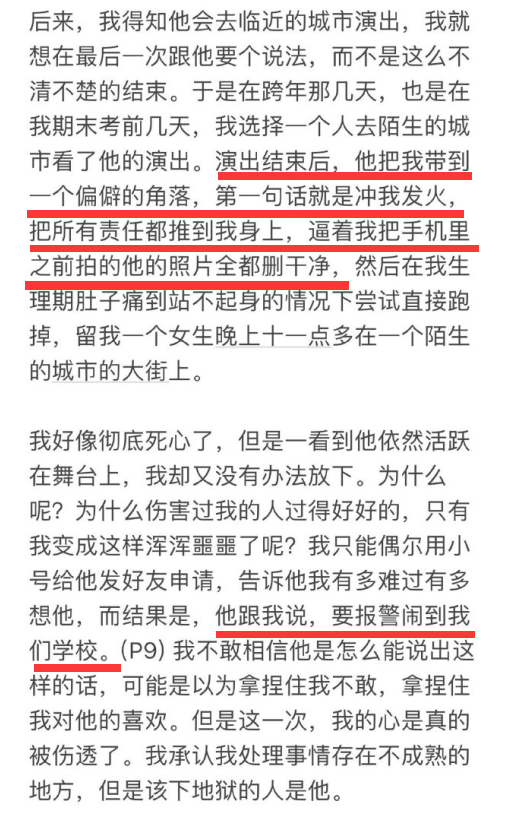 后来，我得知他会去临近的城市演出，我就
想在最后一次跟他要个说法，而不是这么不
清不楚的结束。于是在跨年那几天，也是在
我期末考前几天，我选择一个人去陌生的城
市看了他的演出。演出结束后，他把我带到
一个偏僻的角落，第一句话就是冲我发火，
把所有责任都推到我身上，逼着我把手机里
之前拍的他的照片全都删干净，然后在我生
理期肚子痛到站不起身的情况下尝试直接跑
掉，留我一个女生晚上十一点多在一个陌生
的城市的大街上。
我好像彻底死心了，但是一看到他依然活跃
在舞台上，我却又没有办法放下。为什么
呢？为什么伤害过我的人过得好好的，只有
我变成这样浑浑噩噩了呢？我只能偶尔用小
号给他发好友申请，告诉他我有多难过有多
想他，而结果是，他跟我说，要报警闹到我
们学校。(P9) 我不敢相信他是怎么能说出这
样的话，可能是以为拿捏住我不敢，拿捏住
我对他的喜欢。但是这一次，我的心是真的
被伤透了。我承认我处理事情存在不成熟的
地方，但是该下地狱的人是他。